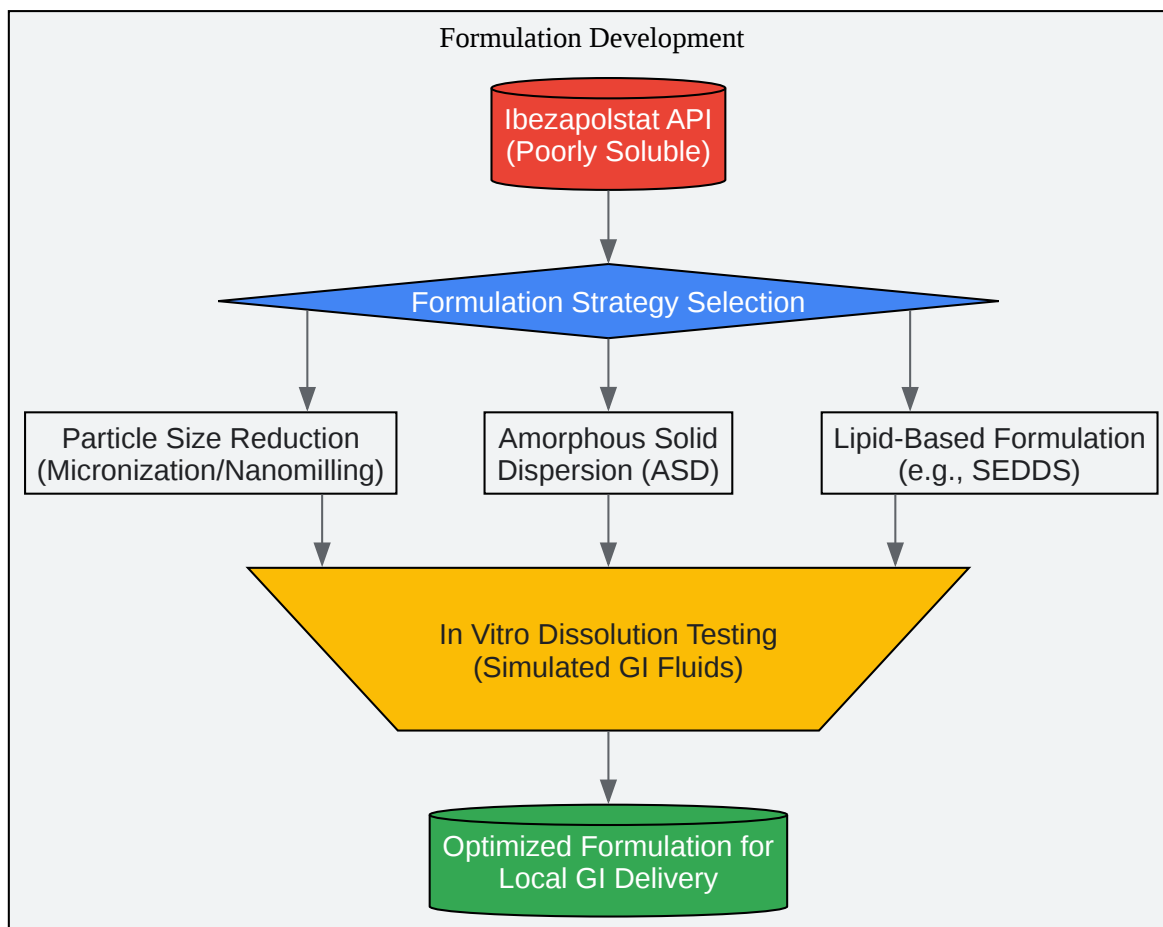 Formulation Development
Ibezapolstat API
(Poorly Soluble)
Formulation Strategy Selection
Particle Size Reduction
(Micronization/Nanomilling)
Amorphous Solid
Dispersion (ASD)
Lipid-Based Formulation
(e.g., SEDDS)
In Vitro Dissolution Testing
(Simulated GI Fluids)
Optimized Formulation for
Local GI Delivery